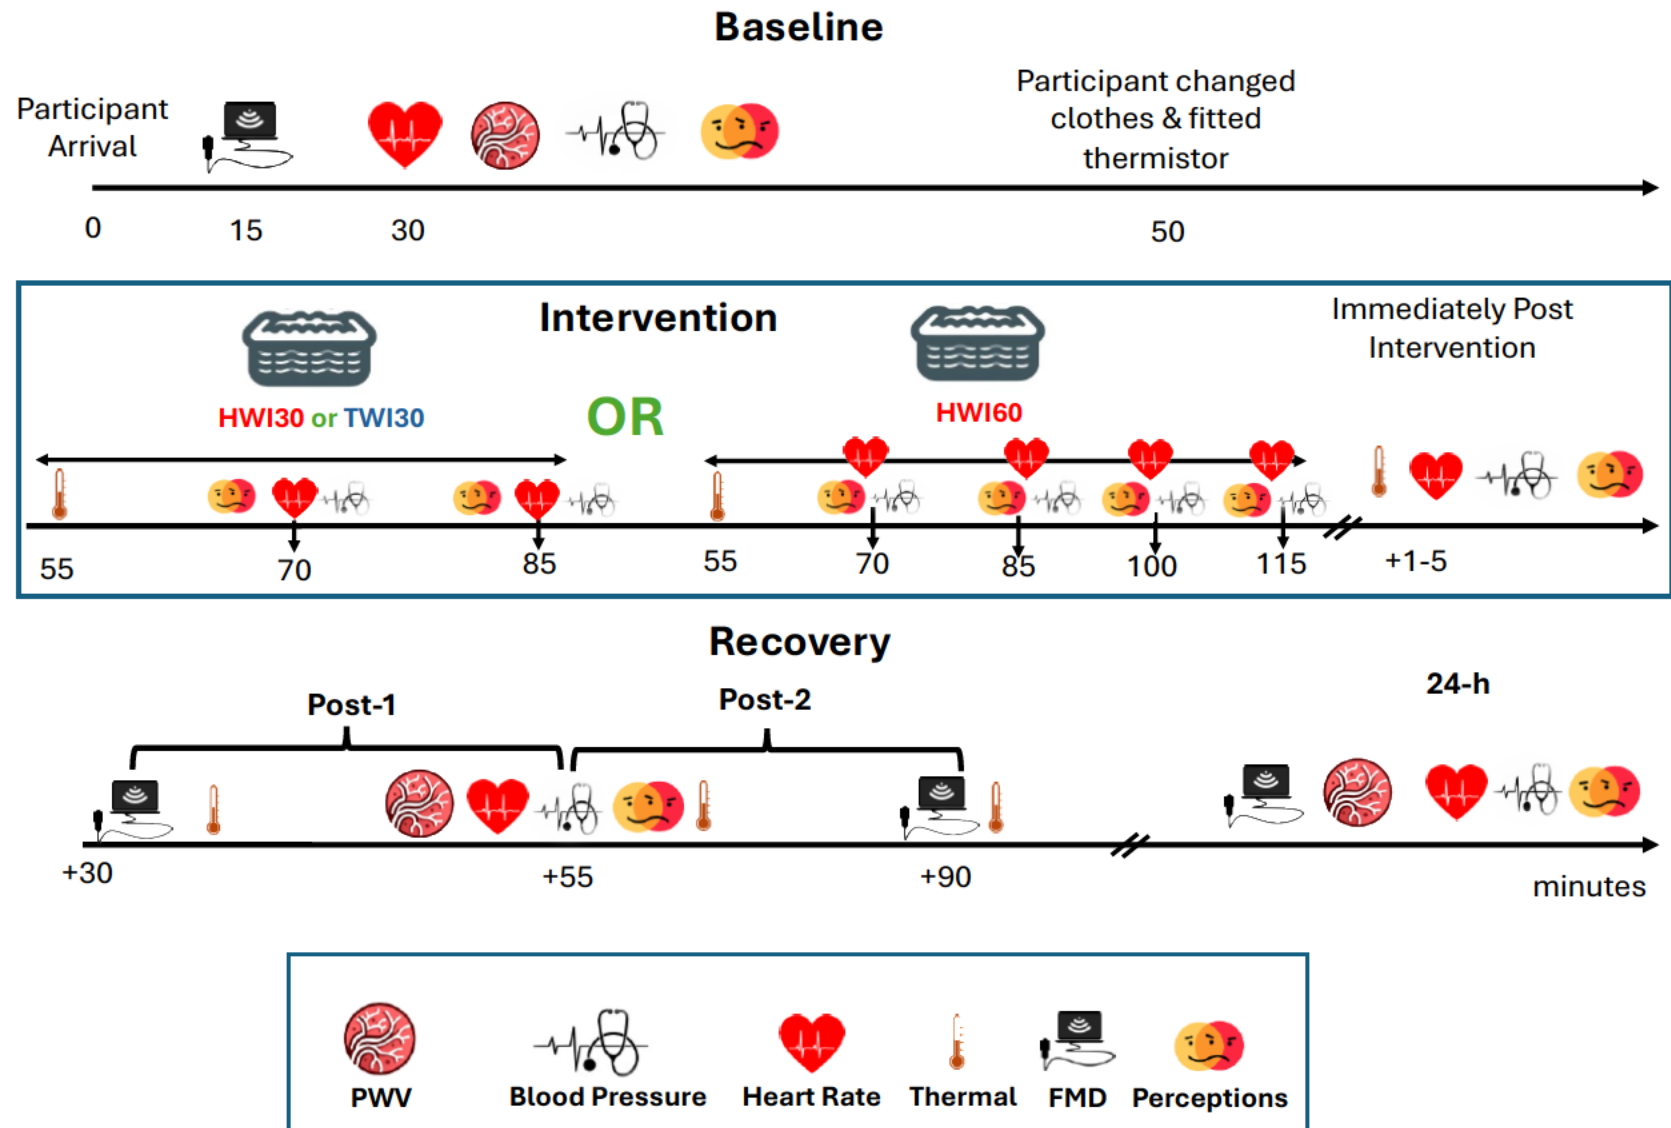 Baseline
Participant
Arrival
Participant changed
clothes & fitted
thermistor
0
15
30
50
Intervention
Immediately Post
Intervention
HWI30 or TWI30
OR
HWI60
55
70
85
55
70
85
100
115
+1-5
Recovery
Post-1
Post-2
24-h
+30
+55
+90
minutes
PWV
Blood Pressure
Heart Rate
Thermal
FMD
Perceptions